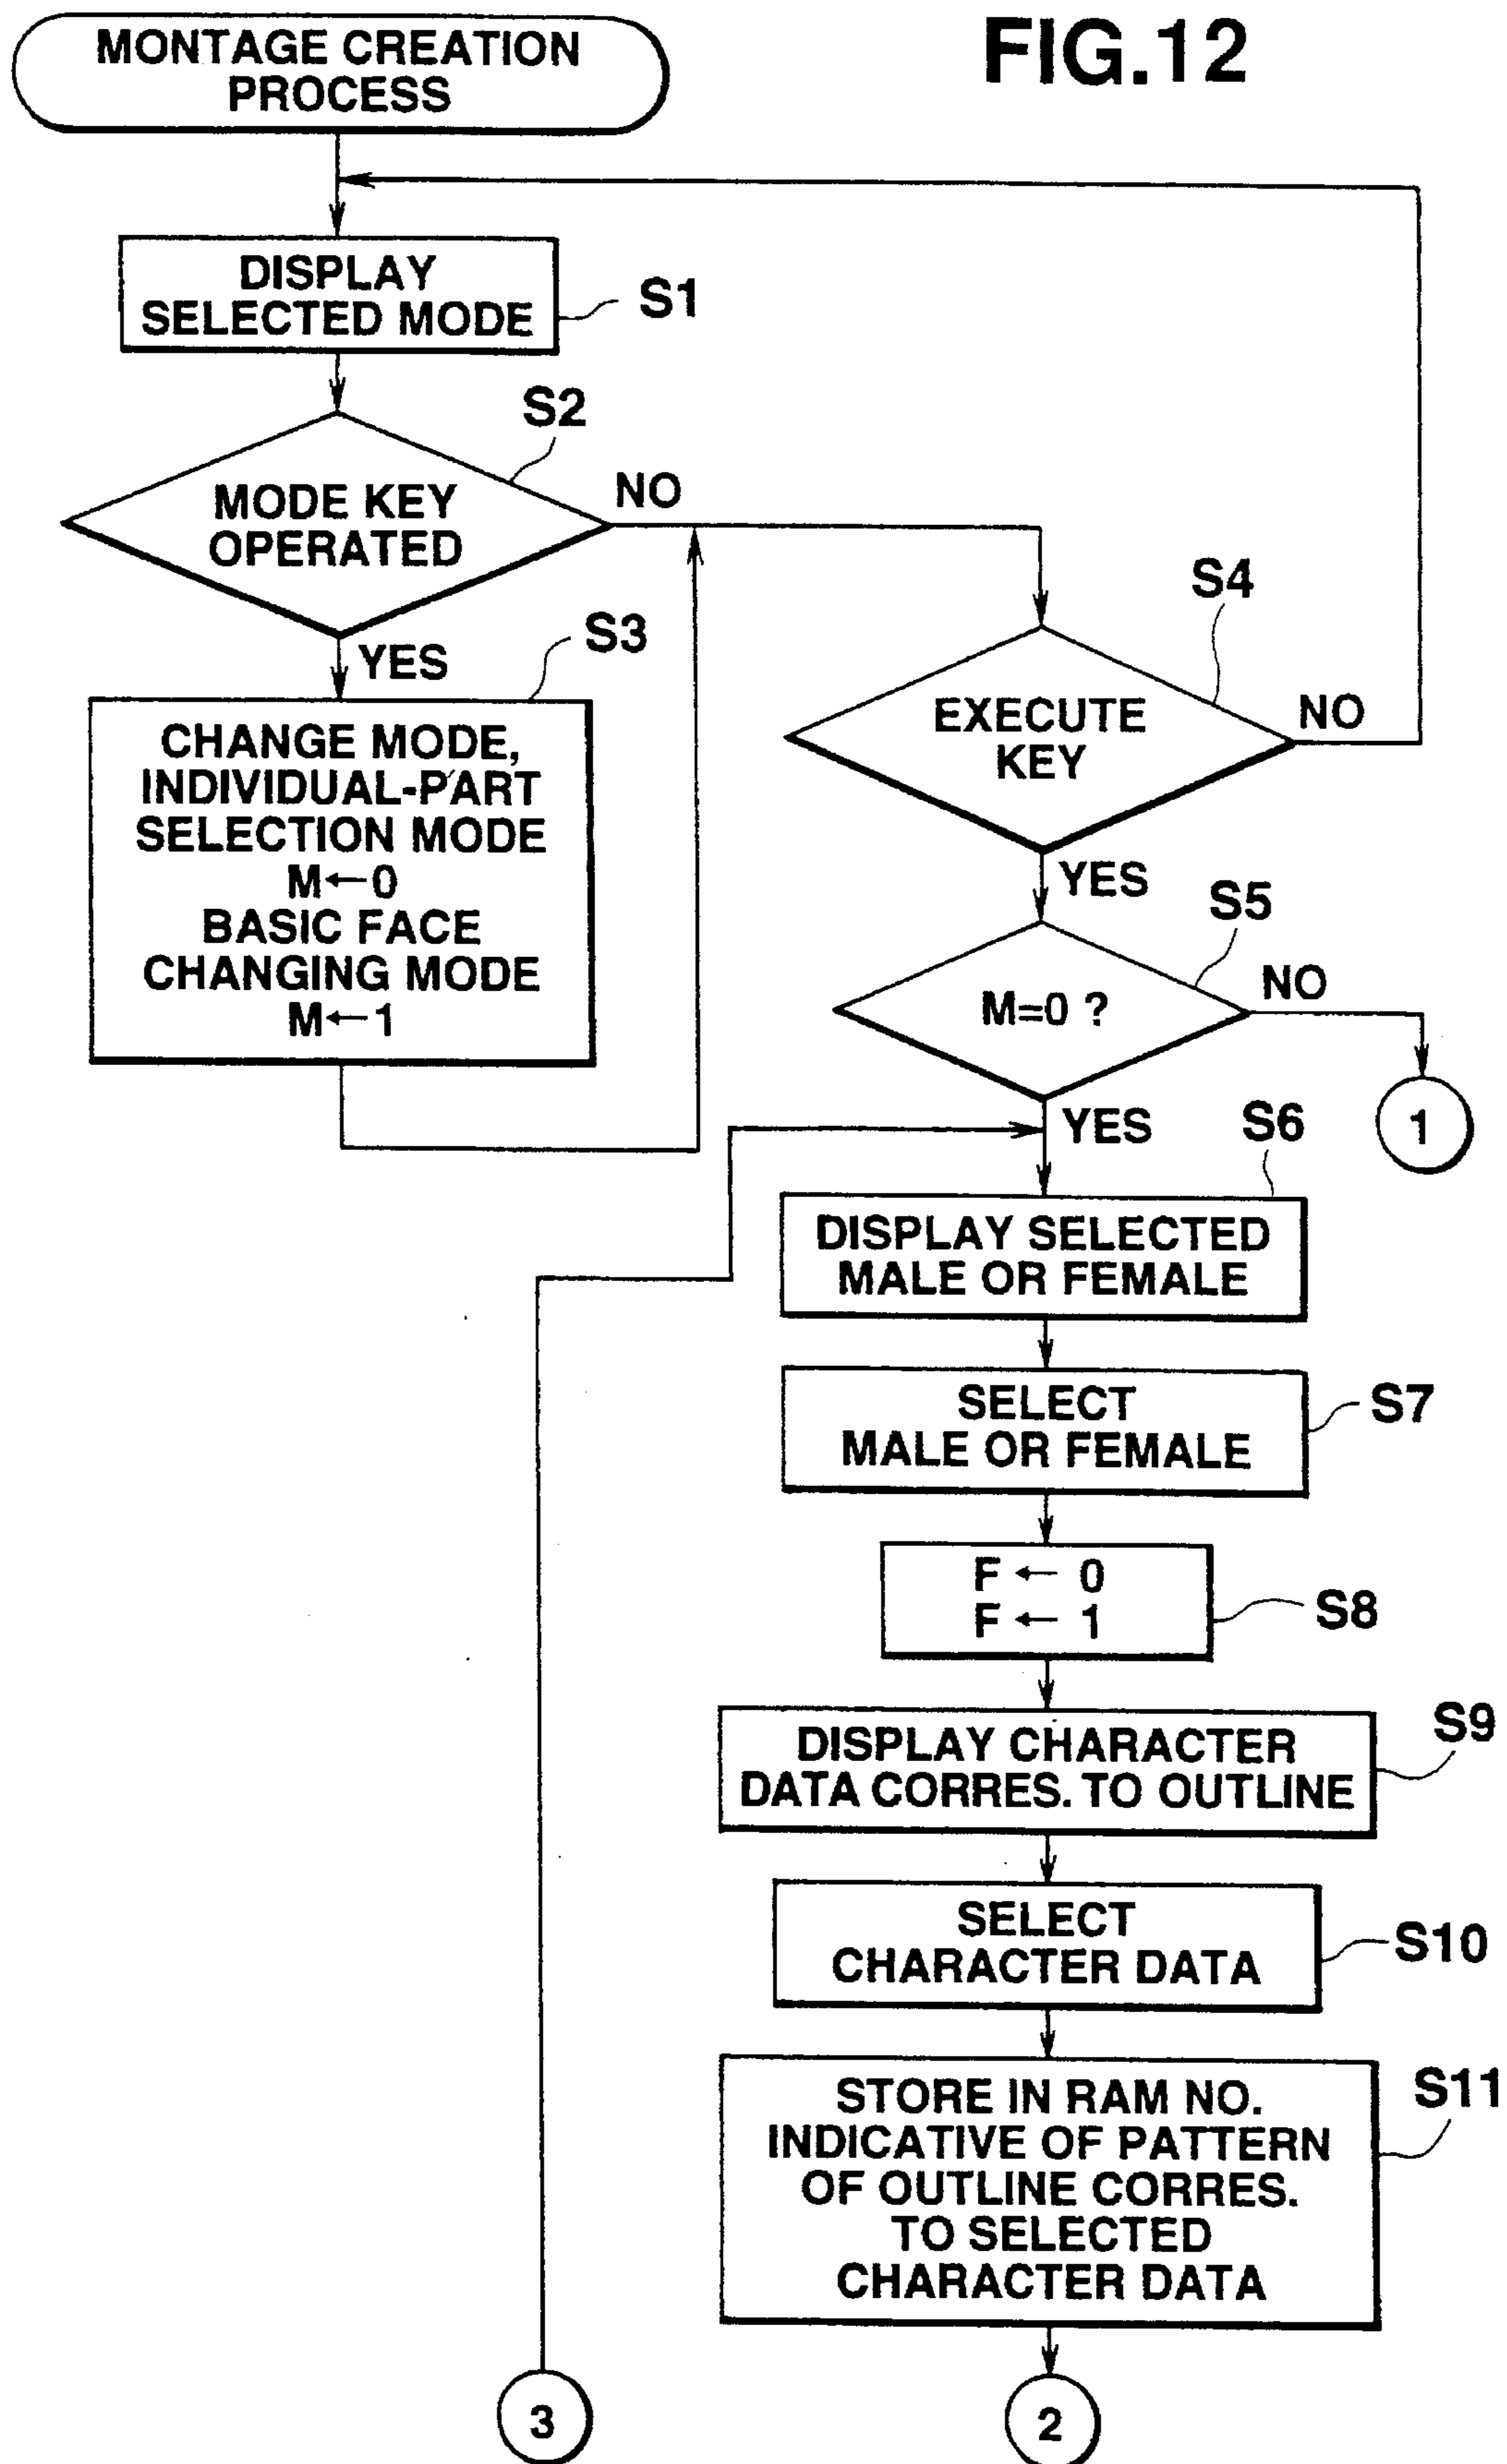 FIG.12
MONTAGE CREATION
PROCESS
DISPLAY
SELECTED MODE
S1
S2
MODE KEY
OPERATED
NO
YES
S3
CHANGE MODE,
INDIVIDUAL-PART
SELECTION MODE
M←0
BASIC FACE
CHANGING MODE
M←1
S4
EXECUTE
KEY
NO
YES
S5
M=0 ?
NO
1
YES
S6
DISPLAY SELECTED
MALE OR FEMALE
SELECT
MALE OR FEMALE
S7
F ← 0
F ← 1
S8
DISPLAY CHARACTER
DATA CORRES. TO OUTLINE
S9
SELECT
CHARACTER DATA
S10
STORE IN RAM NO.
INDICATIVE OF PATTERN
OF OUTLINE CORRES.
TO SELECTED
CHARACTER DATA
S11
3
2